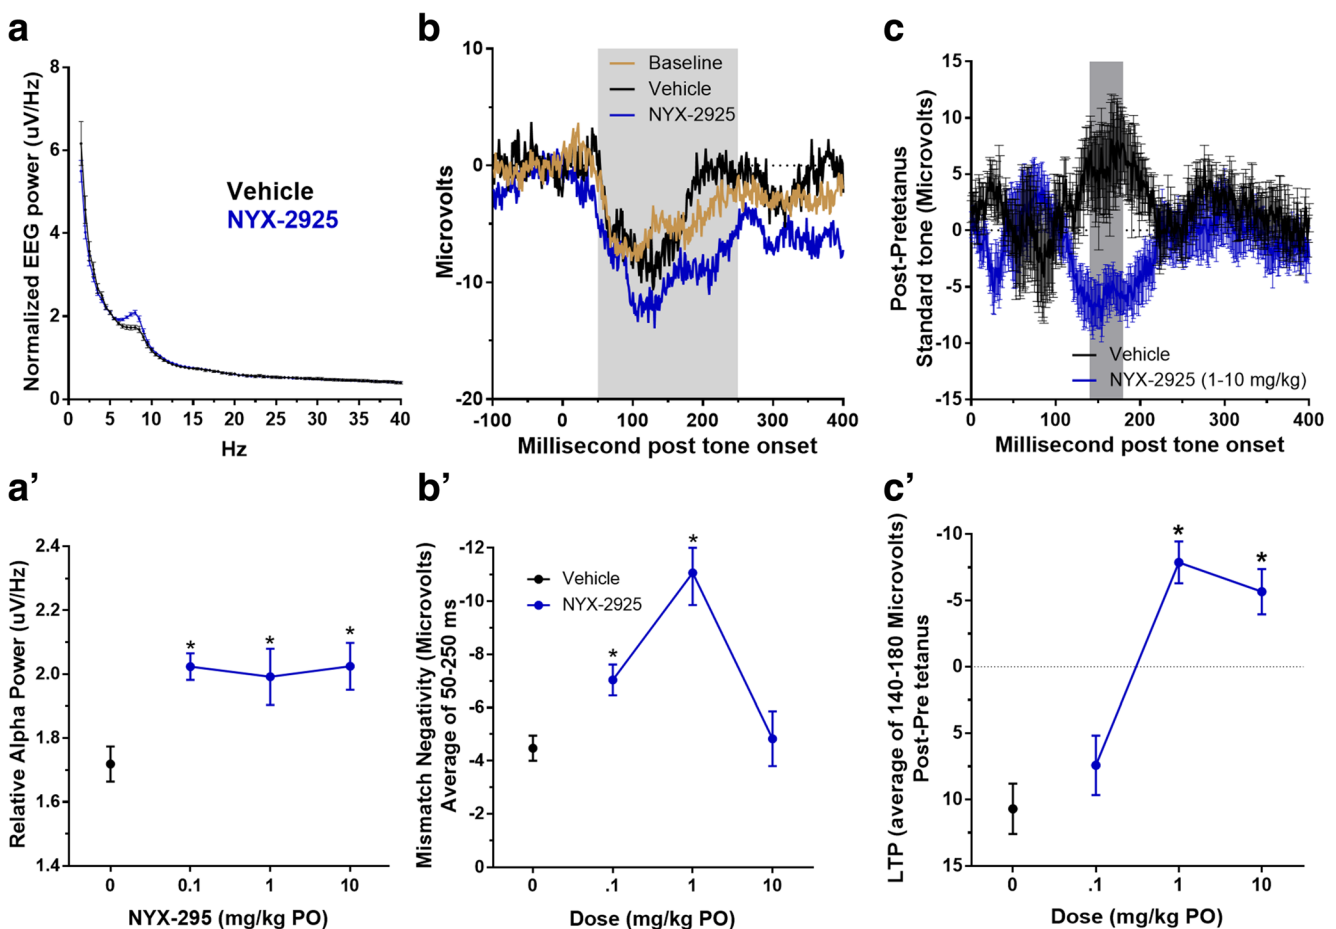 a
Normalized EEG power (uV/Hz)
8
6
4
2
0
Vehicle
NYX-2925
0 5 10 15 20 25 30 35 40
Hz
b
Microvolts
10
0
-10
-20
Baseline
Vehicle
NYX-2925
-100 0 100 200 300 400
Millisecond post tone onset
c
Post-Pretetanus
Standard tone (Microvolts)
15
10
5
0
-5
-10
-15
Vehicle
NYX-2925 (1-10 mg/kg)
0 100 200 300 400
Millisecond post tone onset
a’
Relative Alpha Power (uV/Hz)
2.4
2.2
2.0
1.8
1.6
1.4
* * *
0 0.1 1 10
NYX-295 (mg/kg PO)
b’
Mismatch Negativity (Microvolts)
Average of 50-250 ms
-12
-10
-8
-6
-4
-2
0
Vehicle
NYX-2925
* *
0 .1 1 10
Dose (mg/kg PO)
c’
LTP (average of 140-180 Microvolts)
Post-Pre tetanus
-10
-5
0
5
10
15
* *
0 .1 1 10
Dose (mg/kg PO)